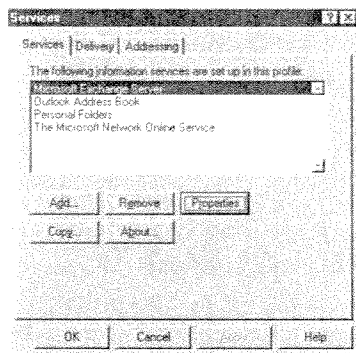 Services
Services Delivery Addressing
The following information services are set up in this profile:
Microsoft Exchange Server
Outlook Address Book
Personal Folders
The Microsoft Network Online Service
Add... Remove Properties
Copy... About...
OK Cancel Apply Help